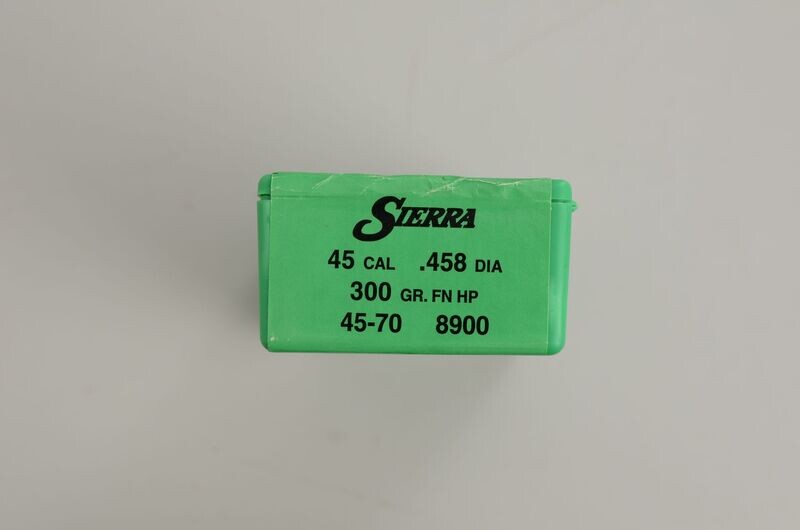 SIERRA
45 CAL .458 DIA
300 GR. FN HP
45-70 8900